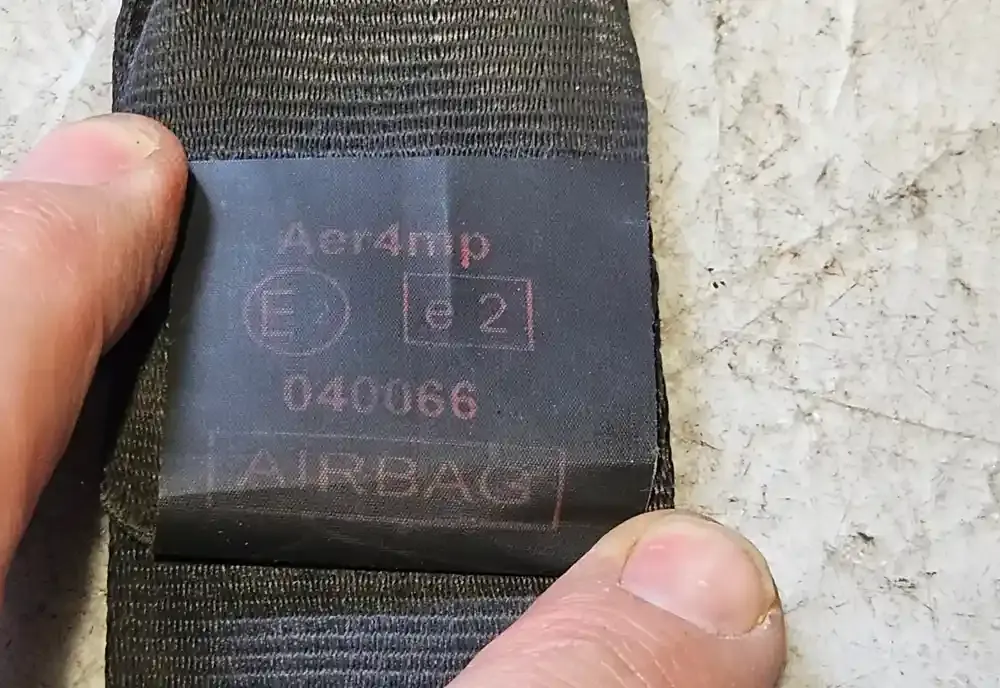 Aer4mp
E e 2
040066
AIRBAG